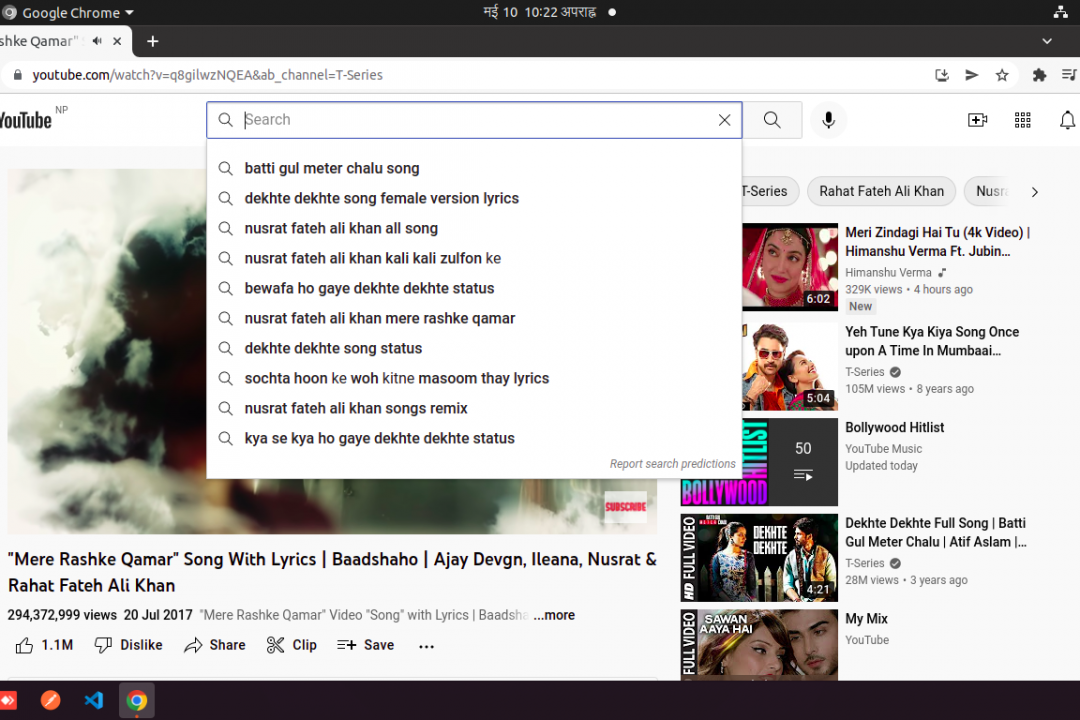 Google Chrome
मई 10 10:22 अपराह्न
shke Qamar"
youtube.com/watch?v=q8gilwzNQEA&ab_channel=T-Series
YouTube NP
Search
batti gul meter chalu song
dekhte dekhte song female version lyrics
nusrat fateh ali khan all song
nusrat fateh ali khan kali kali zulfon ke
bewafa ho gaye dekhte dekhte status
nusrat fateh ali khan mere rashke qamar
dekhte dekhte song status
sochta hoon ke woh kitne masoom thay lyrics
nusrat fateh ali khan songs remix
kya se kya ho gaye dekhte dekhte status
Report search predictions
SUBSCRIBE
"Mere Rashke Qamar" Song With Lyrics | Baadshaho | Ajay Devgn, Ileana, Nusrat &
Rahat Fateh Ali Khan
294,372,999 views 20 Jul 2017 "Mere Rashke Qamar" Video "Song" with Lyrics | Baadsha ...more
1.1M Dislike Share Clip Save
T-Series Rahat Fateh Ali Khan Nusr
6:02
Meri Zindagi Hai Tu (4k Video) |
Himanshu Verma Ft. Jubin...
Himanshu Verma
329K views • 4 hours ago
New
5:04
Yeh Tune Kya Kiya Song Once
upon A Time In Mumbaai...
T-Series
105M views • 8 years ago
HITLIST
BOLLYWOOD
50
Bollywood Hitlist
YouTube Music
Updated today
HD FULL VIDEO
DEKHTE
DEKHTE
4:21
Dekhte Dekhte Full Song | Batti
Gul Meter Chalu | Atif Aslam |...
T-Series
28M views • 3 years ago
FULL VIDEO
SAWAN
AAYA HAI
My Mix
YouTube